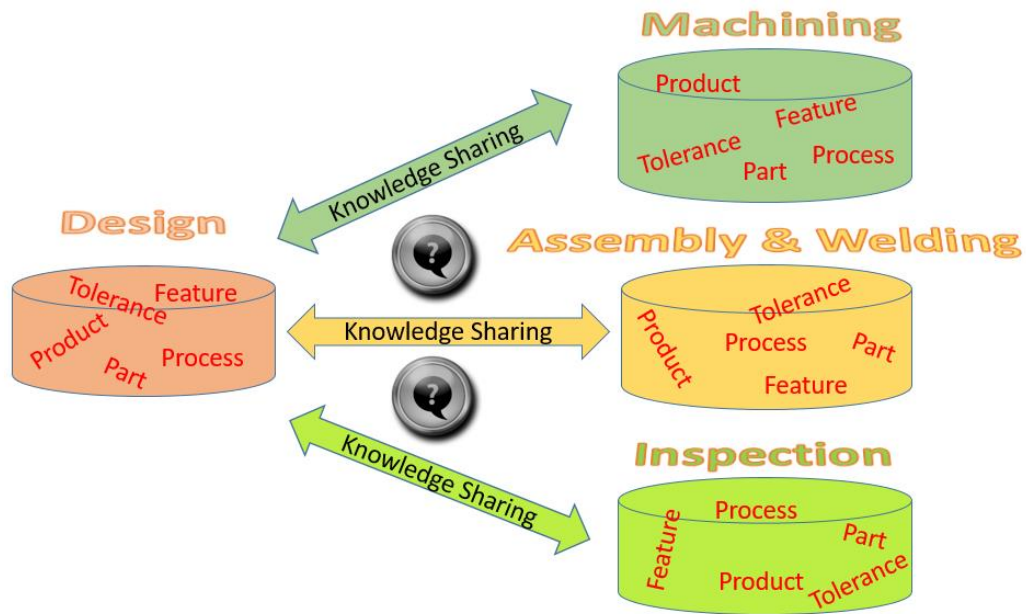 Machining
Product
Feature
Tolerance
Process
Part
Knowledge Sharing
Design
Tolerance
Feature
Product
Process
Part
?
Knowledge Sharing
?
Assembly & Welding
Tolerance
Product
Process
Part
Feature
Knowledge Sharing
Inspection
Process
Feature
Part
Product
Tolerance